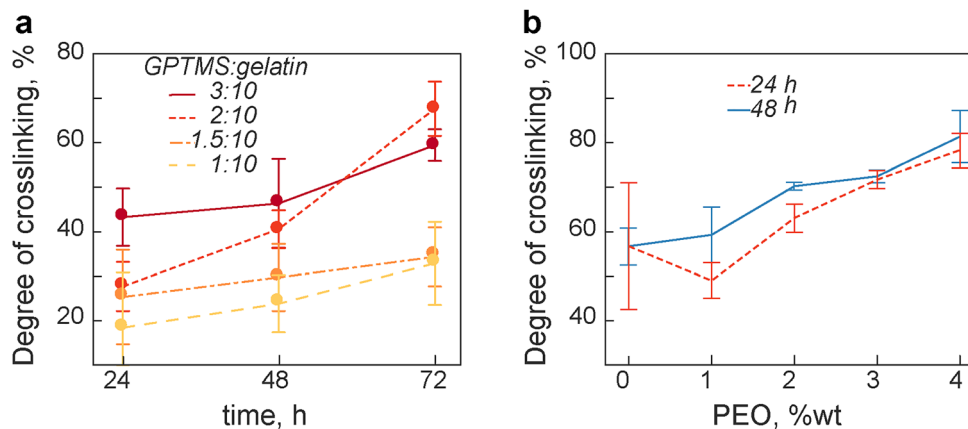 a
Degree of crosslinking, %
80
60
40
20
GPTMS:gelatin
3:10
2:10
1.5:10
1:10
24 48 72
time, h
b
Degree of crosslinking, %
100
80
60
40
24 h
48 h
0 1 2 3 4
PEO, %wt